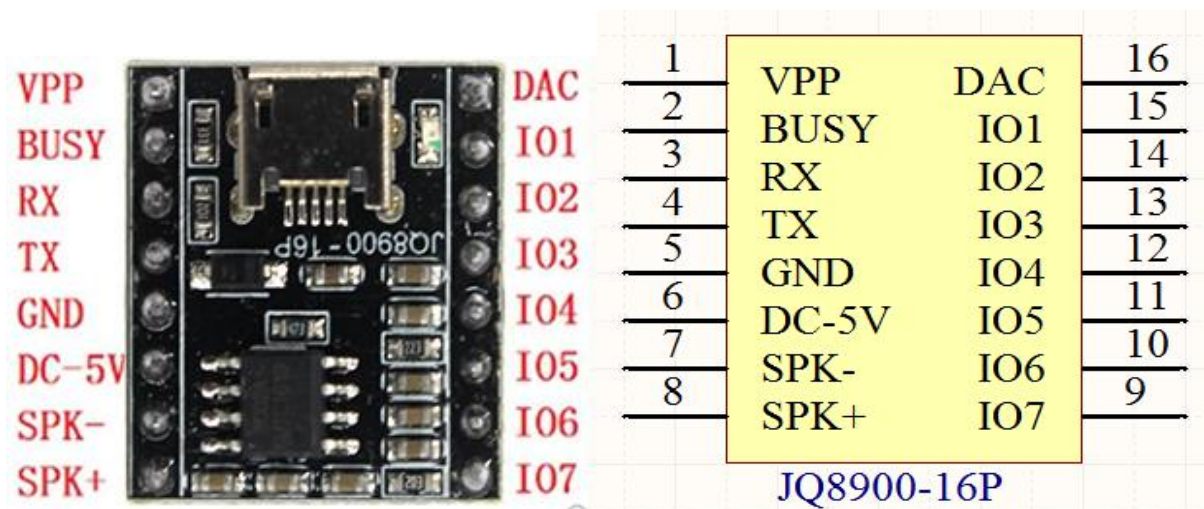 VPP
BUSY
RX
TX
GND
DC-5V
SPK-
SPK+
DAC
IO1
IO2
IO3
IO4
IO5
IO6
IO7
JQ8900-16P
1
2
3
4
5
6
7
8
VPP
BUSY
RX
TX
GND
DC-5V
SPK-
SPK+
DAC
IO1
IO2
IO3
IO4
IO5
IO6
IO7
16
15
14
13
12
11
10
9
JQ8900-16P